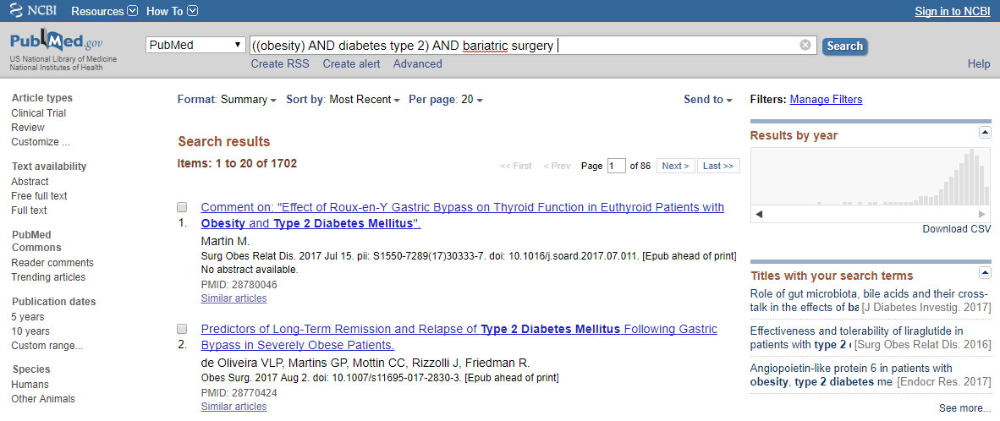 NCBI Resources How To Sign in to NCBI
PubMed.gov
US National Library of Medicine
National Institutes of Health
PubMed ((obesity) AND diabetes type 2) AND bariatric surgery Search
Create RSS Create alert Advanced Help
Article types
Clinical Trial
Review
Customize ...
Text availability
Abstract
Free full text
Full text
PubMed
Commons
Reader comments
Trending articles
Publication dates
5 years
10 years
Custom range...
Species
Humans
Other Animals
Format: Summary Sort by: Most Recent Per page: 20 Send to
Search results
Items: 1 to 20 of 1702
<< First < Prev Page 1 of 86 Next > Last >>
Comment on: "Effect of Roux-en-Y Gastric Bypass on Thyroid Function in Euthyroid Patients with
1. Obesity and Type 2 Diabetes Mellitus".
Martin M.
Surg Obes Relat Dis. 2017 Jul 15. pii: S1550-7289(17)30333-7. doi: 10.1016/j.soard.2017.07.011. [Epub ahead of print]
No abstract available.
PMID: 28780046
Similar articles
Predictors of Long-Term Remission and Relapse of Type 2 Diabetes Mellitus Following Gastric
2. Bypass in Severely Obese Patients.
de Oliveira VLP, Martins GP, Mottin CC, Rizzolli J, Friedman R.
Obes Surg. 2017 Aug 2. doi: 10.1007/s11695-017-2830-3. [Epub ahead of print]
PMID: 28770424
Similar articles
Filters: Manage Filters
Results by year
Download CSV
Titles with your search terms
Role of gut microbiota, bile acids and their cross-
talk in the effects of ba [J Diabetes Investig. 2017]
Effectiveness and tolerability of liraglutide in
patients with type 2 [Surg Obes Relat Dis. 2016]
Angiopoietin-like protein 6 in patients with
obesity, type 2 diabetes me [Endocr Res. 2017]
See more...